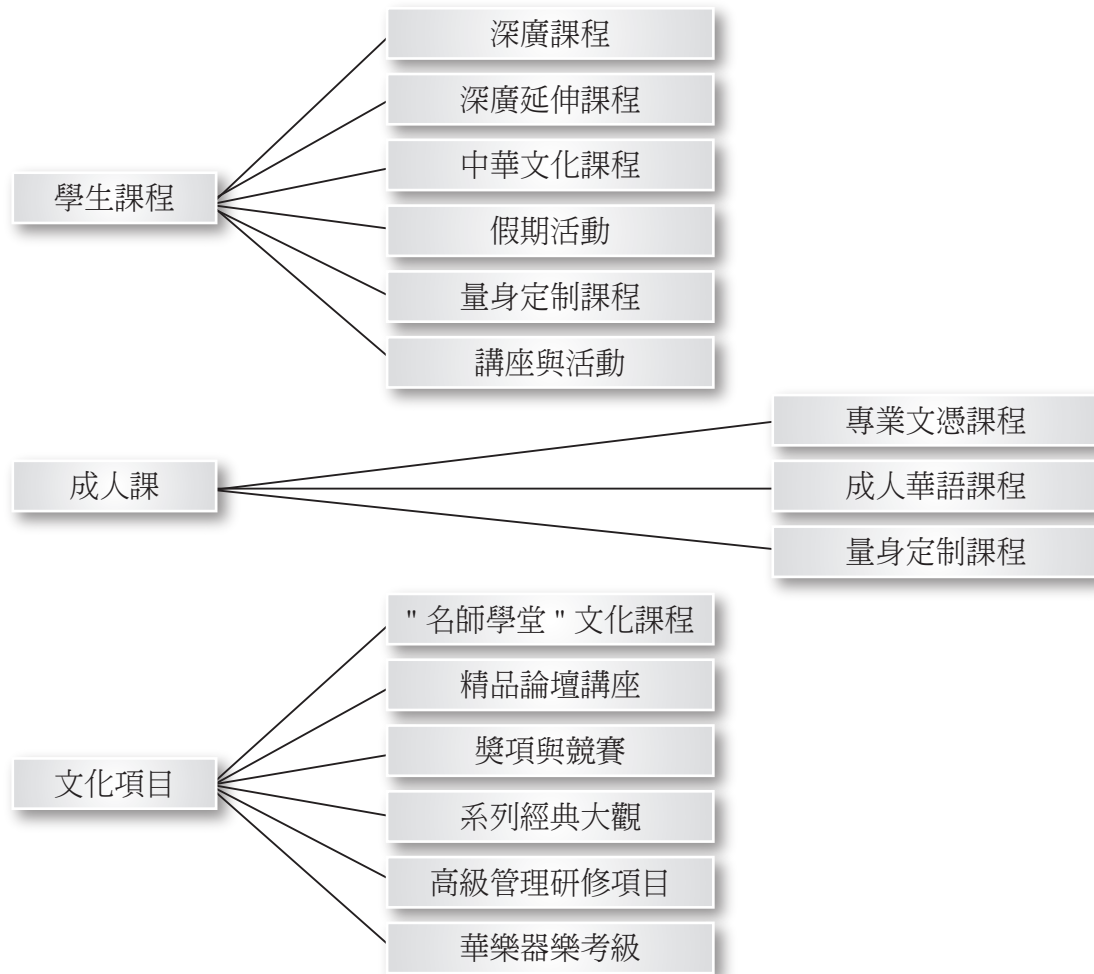 學生課程
深廣課程
深廣延伸課程
中華文化課程
假期活動
量身定制課程
講座與活動
成人課
專業文憑課程
成人華語課程
量身定制課程
文化項目
"名師學堂"文化課程
精品論壇講座
獎項與競賽
系列經典大觀
高級管理研修項目
華樂器樂考級